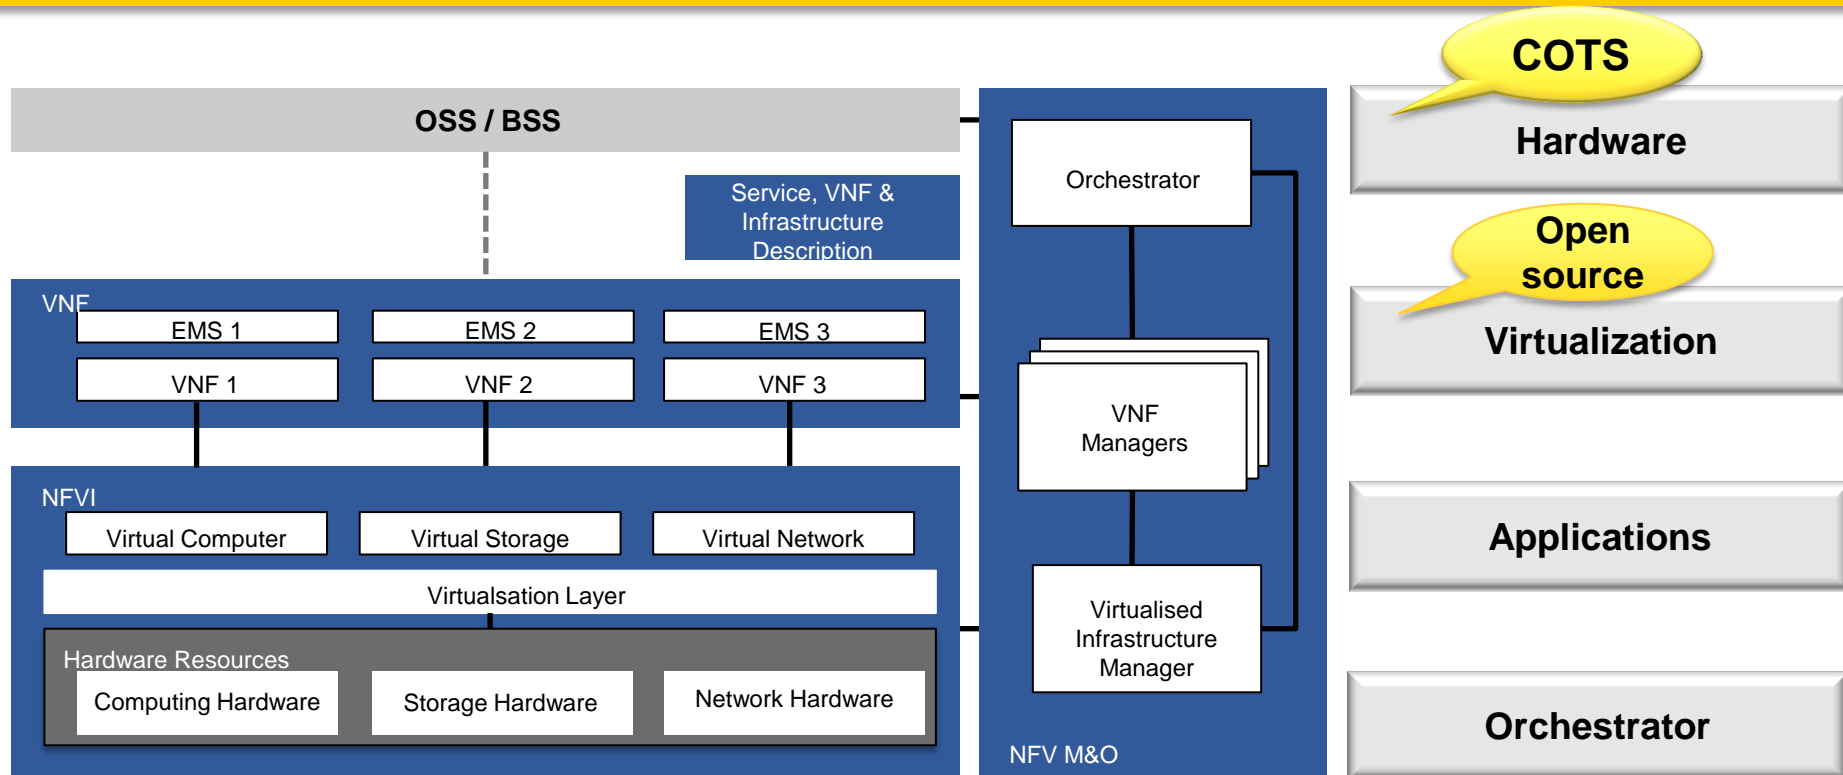 COTS
OSS / BSS
Hardware
Orchestrator
Service, VNF &
Infrastructure
Description
Open
source
VNF
EMS 1
EMS 2
EMS 3
Virtualization
VNF 1
VNF 2
VNF 3
VNF
Managers
NFVI
Virtual Computer
Virtual Storage
Virtual Network
Applications
Virtualsation Layer
Virtualised
Infrastructure
Manager
Hardware Resources
Computing Hardware
Storage Hardware
Network Hardware
Orchestrator
NFV M&O